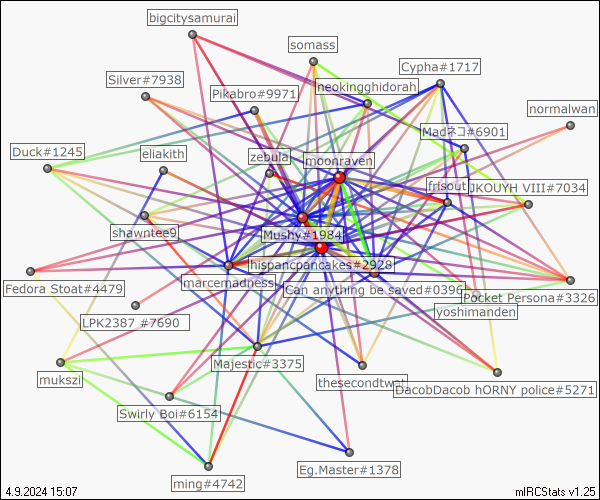 bigcitysamurai
somass
Cypha#1717
Silver#7938
Pikabro#9971
neokingghidorah
normalwan
Madネコ#6901
Duck#1245
eliakith
zebula
moonraven
frisout
JKOUYH VIII#7034
shawntee9
Mushy#1984
hispancpancakes#2928
Fedora Stoat#4479
marcemadness
Can anything be saved#0396
Pocket Persona#3326
LPK2387 #7690
yoshimanden
Majestic#3375
mukszi
thesecondtwat
DacobDacob hORNY police#5271
Swirly Boi#6154
ming#4742
Eg.Master#1378
4.9.2024 15:07
mIRCStats v1.25